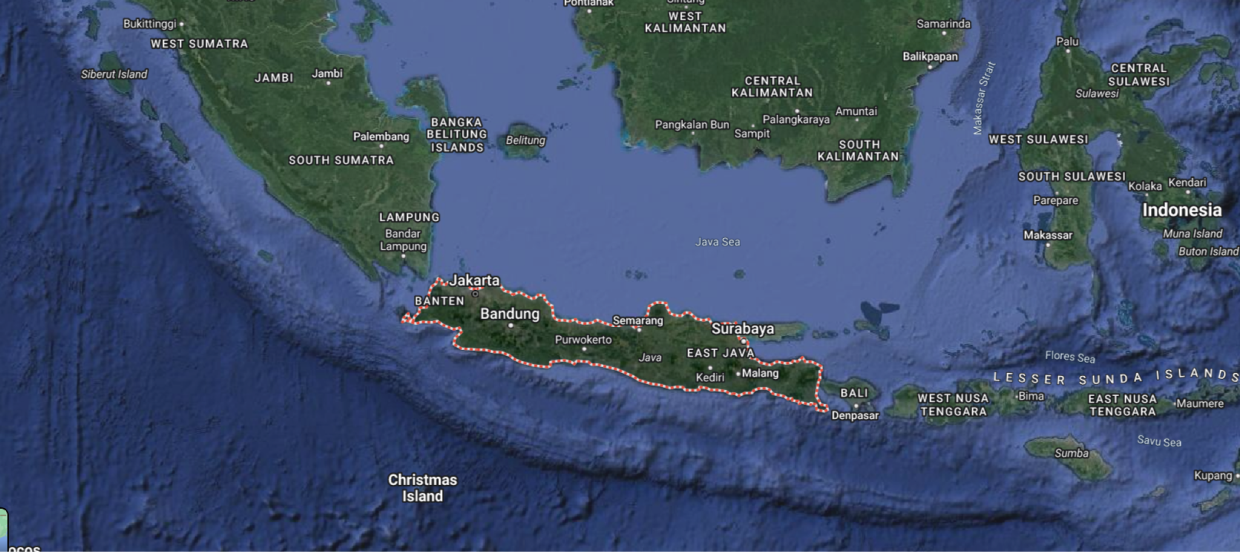 Pontianak
Sintang
Bukittinggi
WEST SUMATRA
WEST
KALIMANTAN
Samarinda
Palu
Balikpapan
Siberut Island
JAMBI
Jambi
CENTRAL
KALIMANTAN
Makassar Strait
CENTRAL
SULAWESI
Sulawesi
Palembang
BANGKA
BELITUNG
ISLANDS
Belitung
Pangkalan Bun
Sampit
Palangkaraya
Amuntai
SOUTH
KALIMANTAN
WEST SULAWESI
SOUTH SUMATRA
SOUTH SULAWESI
Kolaka
Kendari
Parepare
Indonesia
LAMPUNG
Bandar
Lampung
Java Sea
Makassar
Muna Island
Buton Island
Jakarta
BANTEN
Bandung
Semarang
Surabaya
Purwokerto
Java
EAST JAVA
Kediri
Malang
Flores Sea
LESSER SUNDA ISLANDS
BALI
Denpasar
WEST NUSA
TENGGARA
Bima
EAST NUSA
TENGGARA
Maumere
Savu Sea
Sumba
Kupang
Christmas
Island
ocos